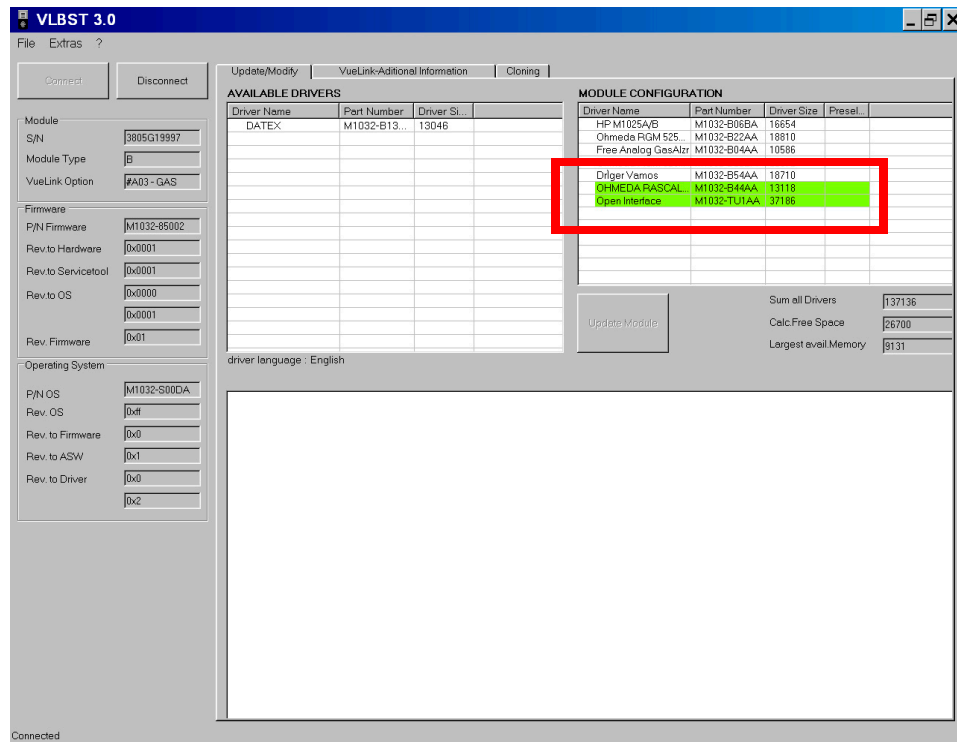 VLBST 3.0
File Extras ?
Connect Disconnect
Update/Modify VueLink-Aditional Information Cloning
Module
S/N 3805G19997
Module Type B
VueLink Option #A03 - GAS
Firmware
P/N Firmware M1032-85002
Rev.to Hardware 0x0001
Rev.to Servicetool 0x0001
Rev.to OS 0x0000
0x0001
Rev. Firmware 0x01
Operating System
P/N OS M1032-S00DA
Rev. OS 0xff
Rev. to Firmware 0x0
Rev. to ASW 0x1
Rev. to Driver 0x0
0x2
AVAILABLE DRIVERS
Driver Name Part Number Driver Si...
DATEX M1032-B13... 13046
driver language : English
MODULE CONFIGURATION
Driver Name Part Number Driver Size Presel...
HP M1025A/B M1032-B06BA 16654
Ohmeda RGM 525... M1032-B22AA 18810
Free Analog GasAlzr M1032-B04AA 10586
Drlger Vamos M1032-B54AA 18710
OHMEDA RASCAL... M1032-B44AA 13118
Open Interface M1032-TU1AA 37186
Update Module
Sum all Drivers 137136
Calc.Free Space 26700
Largest avail.Memory 9131
Connected